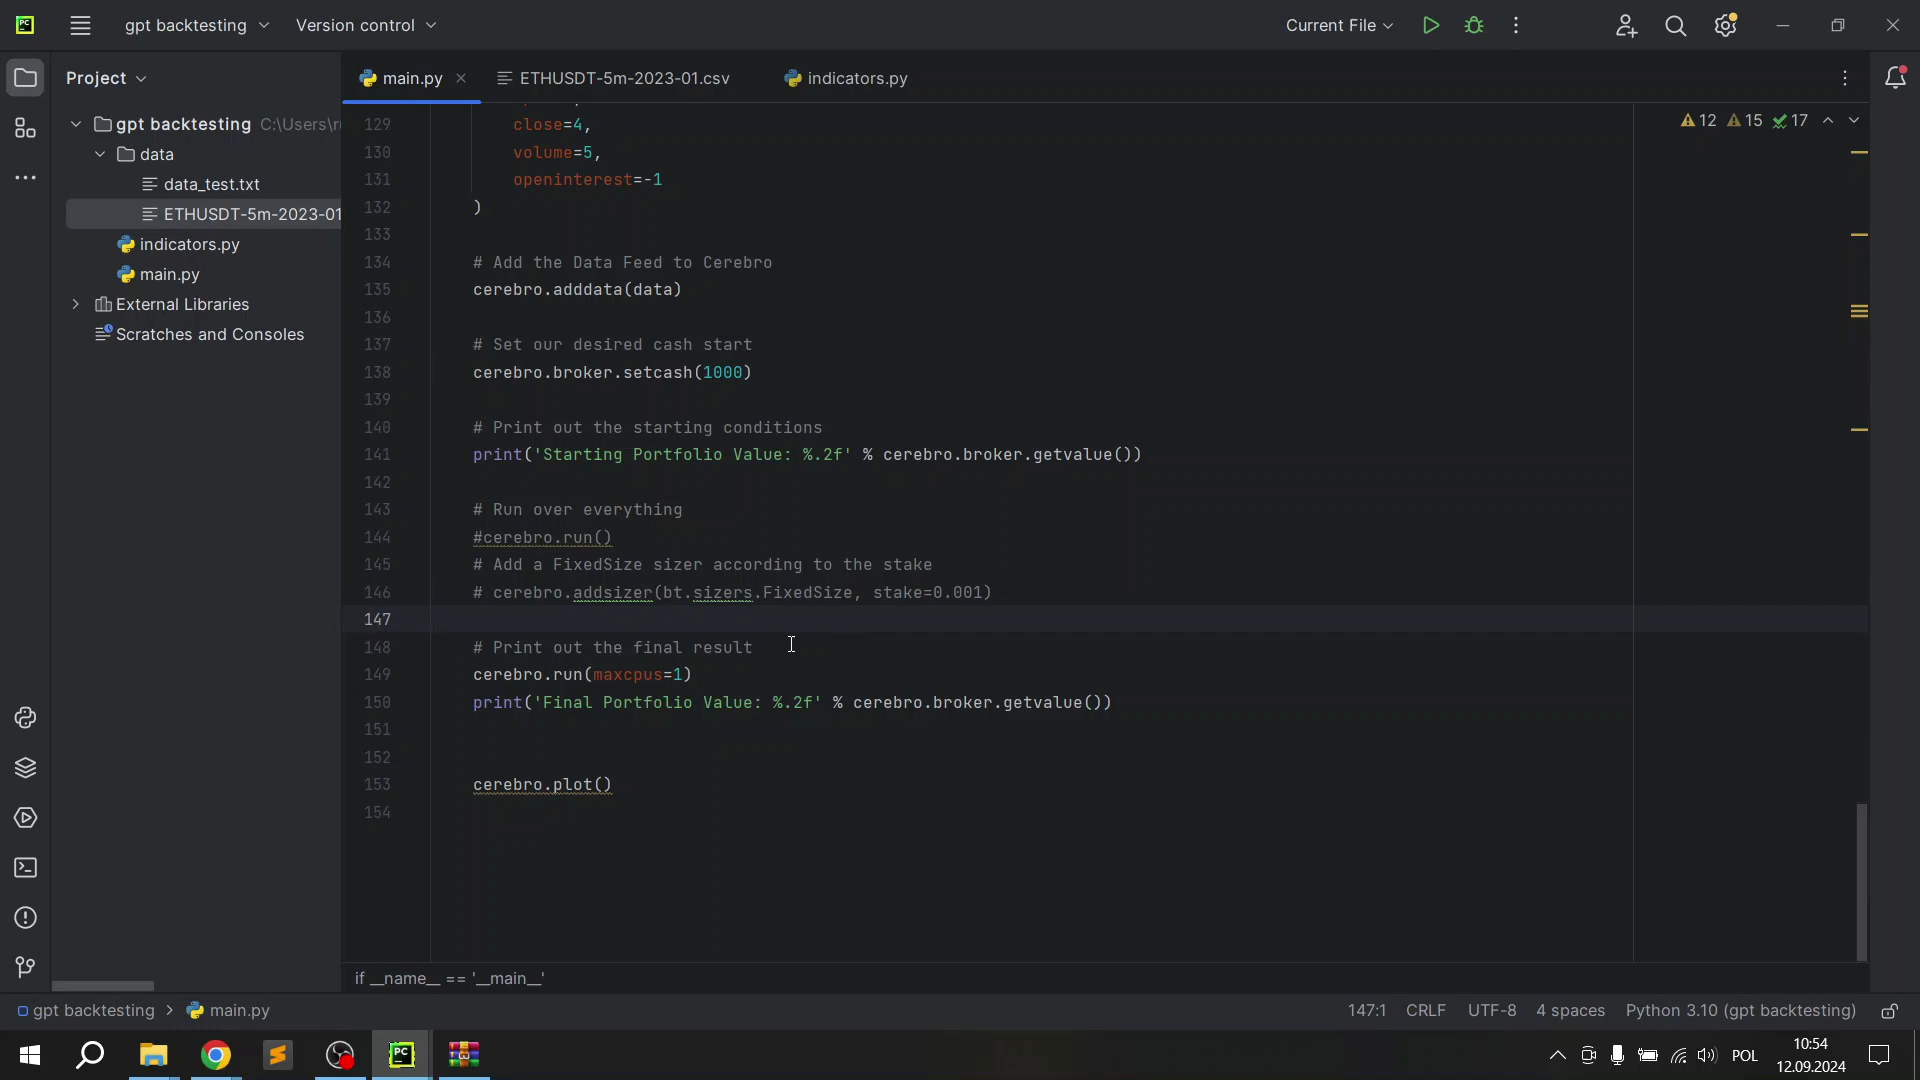 gpt backtesting
Version control
Current File
Project
main.py
ETHUSDT-5m-2023-01.csv
indicators.py
gpt backtesting C:\Users\
data
data_test.txt
ETHUSDT-5m-2023-01
indicators.py
main.py
External Libraries
Scratches and Consoles
12 15 17
129 close=4,
130 volume=5,
131 openinterest=-1
132 )
133
134 # Add the Data Feed to Cerebro
135 cerebro.adddata(data)
136
137 # Set our desired cash start
138 cerebro.broker.setcash(1000)
139
140 # Print out the starting conditions
141 print('Starting Portfolio Value: %.2f' % cerebro.broker.getvalue())
142
143 # Run over everything
144 #cerebro.run()
145 # Add a FixedSize sizer according to the stake
146 # cerebro.addsizer(bt.sizers.FixedSize, stake=0.001)
147
148 # Print out the final result
149 cerebro.run(maxcpus=1)
150 print('Final Portfolio Value: %.2f' % cerebro.broker.getvalue())
151
152
153 cerebro.plot()
154
if __name__ == '__main__'
gpt backtesting > main.py
147:1 CRLF UTF-8 4 spaces Python 3.10 (gpt backtesting)
PC
POL
10:54
12.09.2024